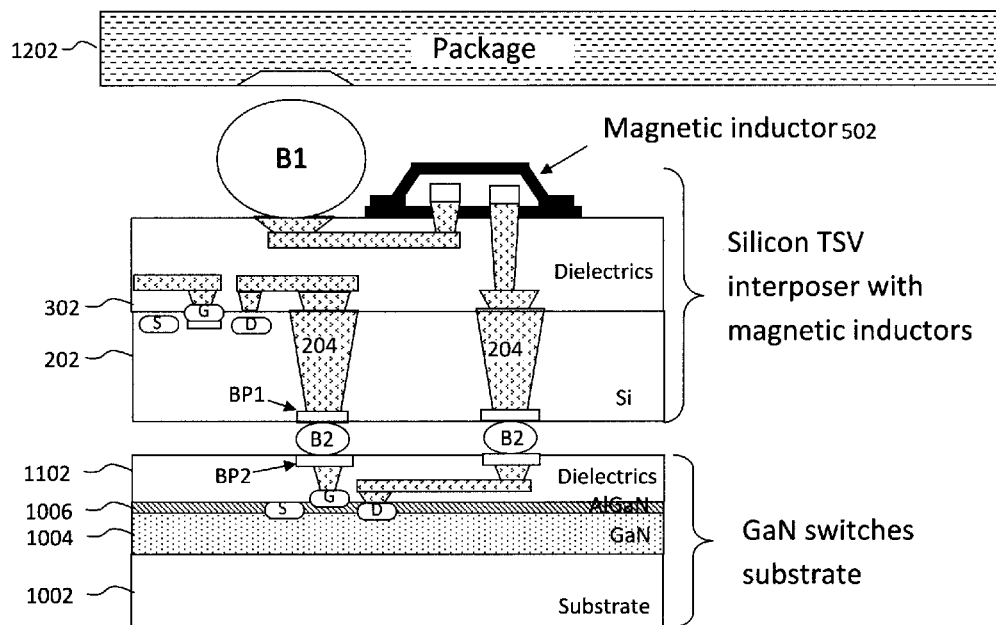 1202
Package
B1
Magnetic inductor 502
Dielectrics
Silicon TSV
interposer with
magnetic inductors
302
S
G
D
202
204
204
BP1
Si
B2
B2
1102
BP2
Dielectrics
1006
S
G
D
AlGaN
1004
GaN
GaN switches
substrate
1002
Substrate